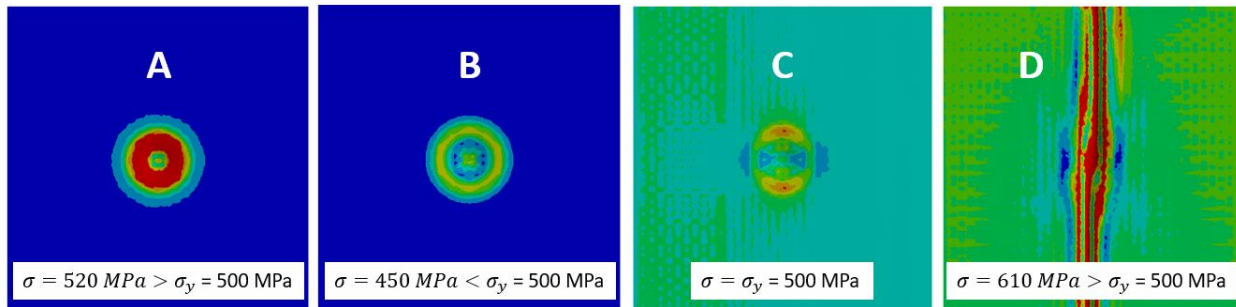 A
B
C
D
σ = 520 MPa > σy = 500 MPa
σ = 450 MPa < σy = 500 MPa
σ = σy = 500 MPa
σ = 610 MPa > σy = 500 MPa